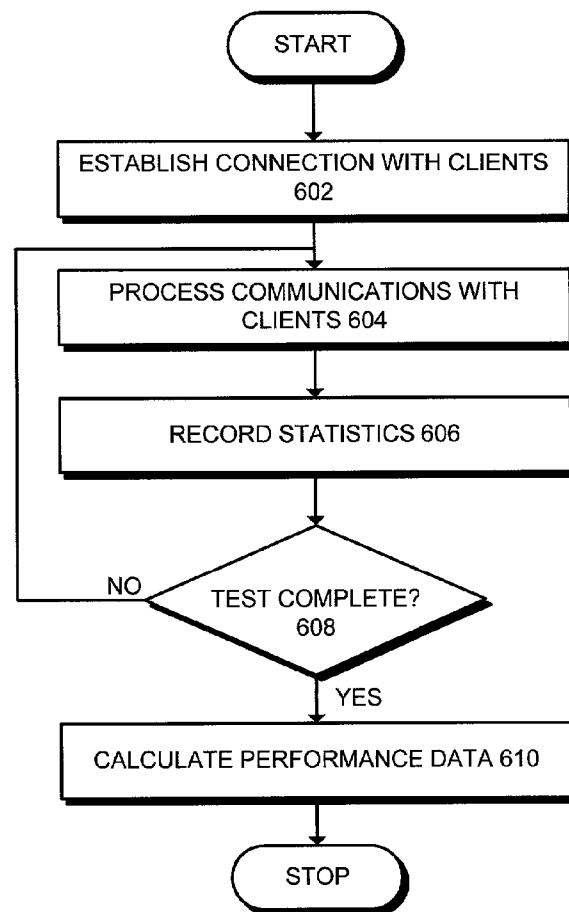 START
ESTABLISH CONNECTION WITH CLIENTS
602
PROCESS COMMUNICATIONS WITH
CLIENTS 604
RECORD STATISTICS 606
NO
TEST COMPLETE?
608
YES
CALCULATE PERFORMANCE DATA 610
STOP